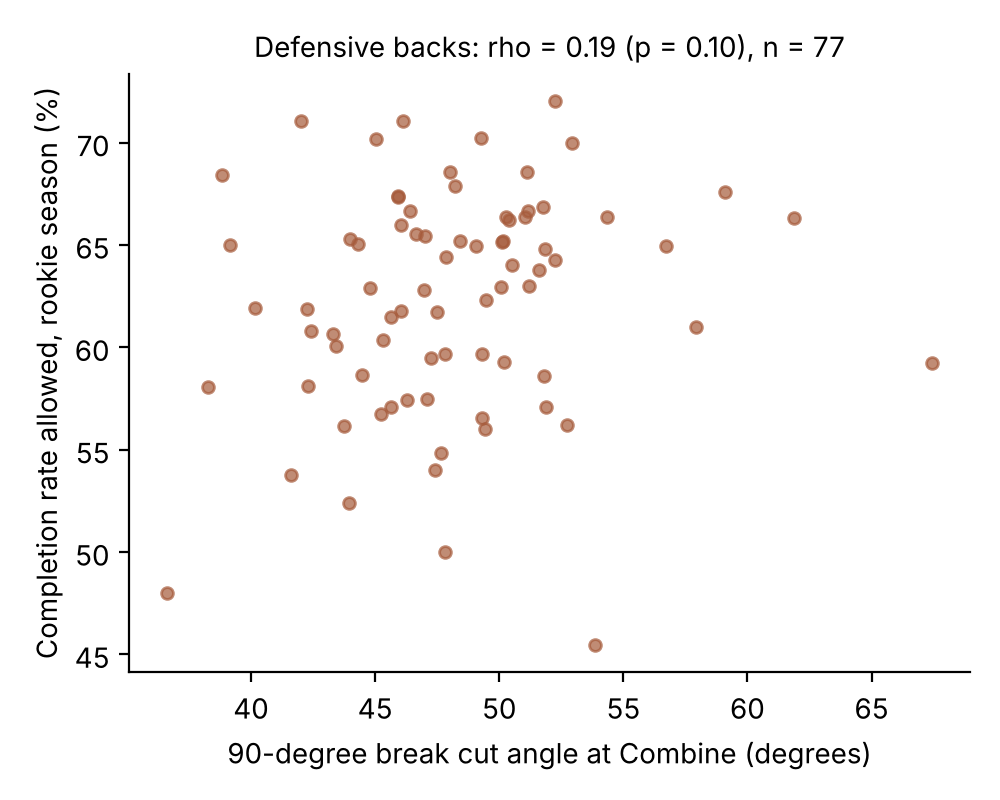 Defensive backs: rho = 0.19 (p = 0.10), n = 77
Completion rate allowed, rookie season (%)
70
65
60
55
50
45
40 45 50 55 60 65
90-degree break cut angle at Combine (degrees)